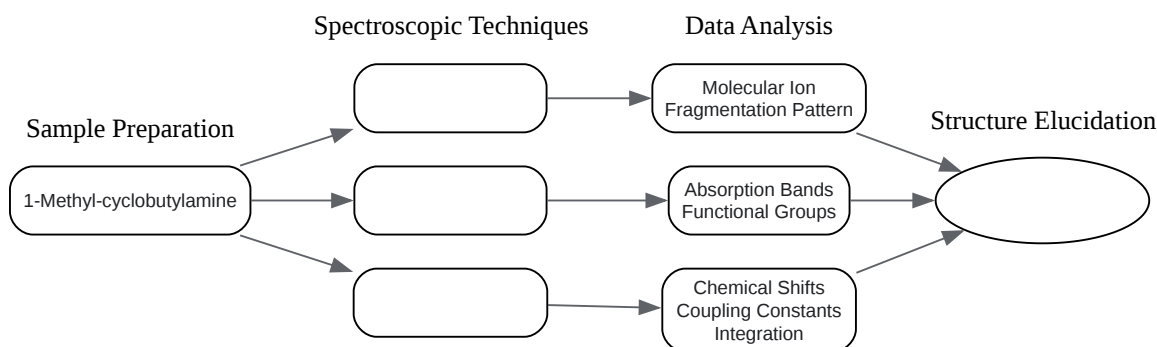 Spectroscopic Techniques
Data Analysis
Molecular Ion
Fragmentation Pattern
Sample Preparation
Structure Elucidation
1-Methyl-cyclobutylamine
Absorption Bands
Functional Groups
Chemical Shifts
Coupling Constants
Integration